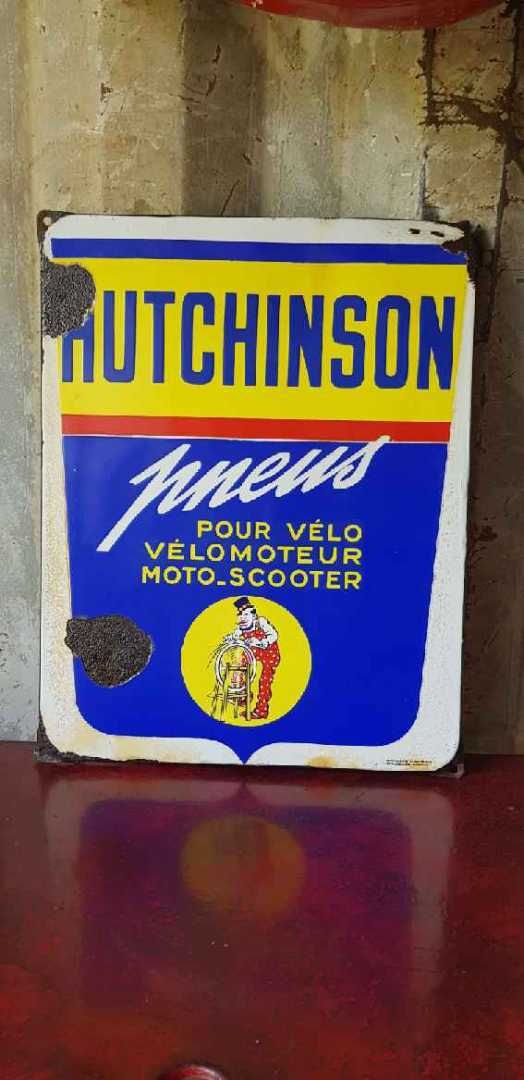 HUTCHINSON
pneus
POUR VÉLO
VÉLOMOTEUR
MOTO-SCOOTER